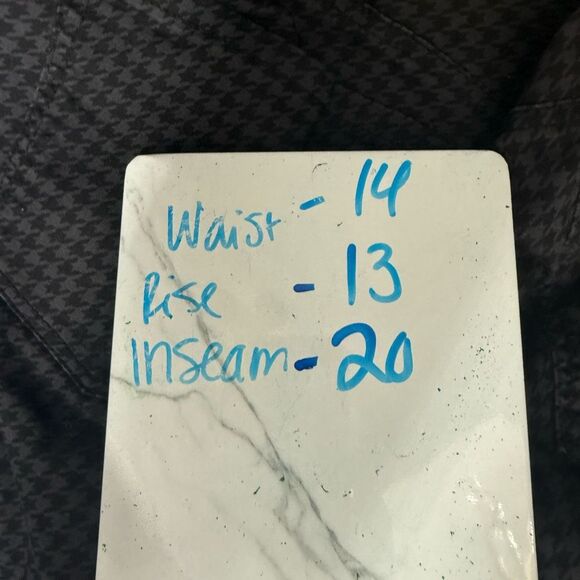 Waist - 14
Rise - 13
Inseam - 20